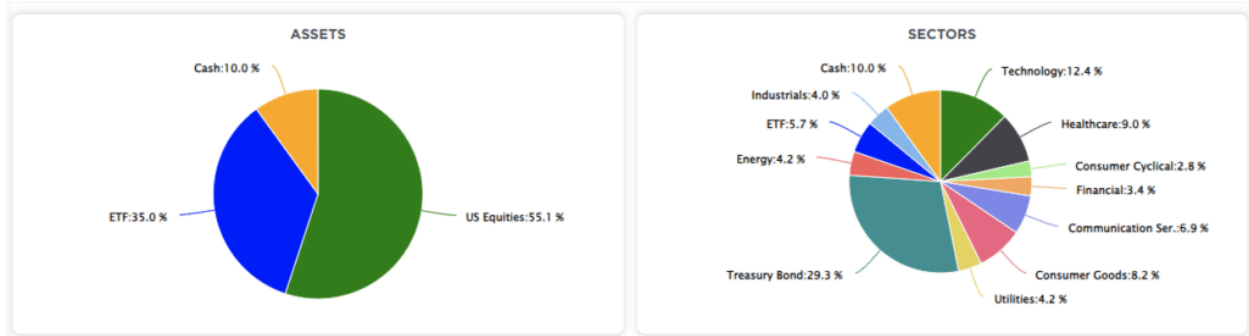 ASSETS
Cash:10.0 %
ETF:35.0 %
US Equities:55.1 %
SECTORS
Cash:10.0 %
Technology:12.4 %
Industrials:4.0 %
ETF:5.7 %
Healthcare:9.0 %
Energy:4.2 %
Consumer Cyclical:2.8 %
Financial:3.4 %
Communication Ser.:6.9 %
Treasury Bond:29.3 %
Consumer Goods:8.2 %
Utilities:4.2 %